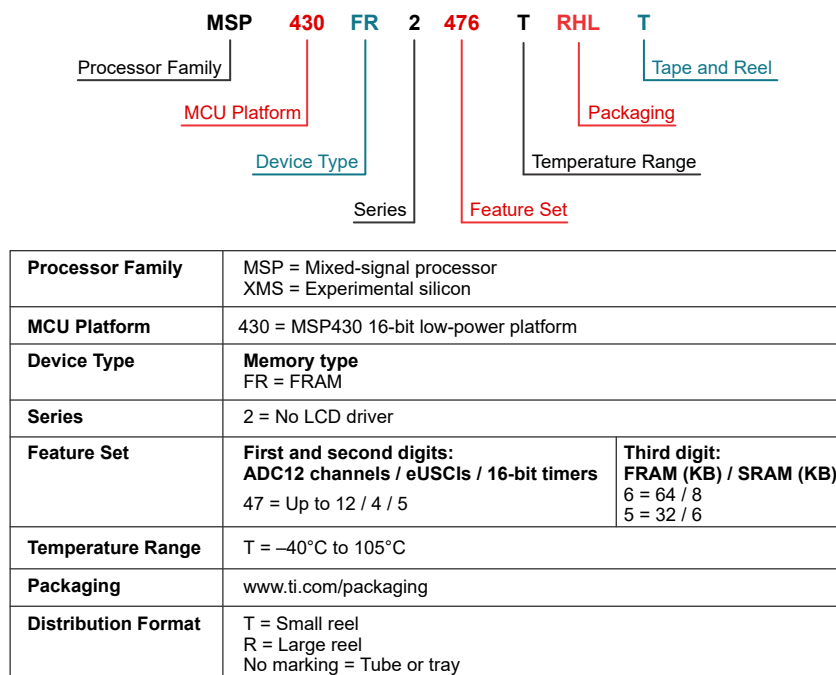 MSP 430 FR 2 476 T RHL T
Processor Family
Tape and Reel
MCU Platform
Packaging
Device Type
Temperature Range
Series
Feature Set
Processor Family
MSP = Mixed-signal processor
XMS = Experimental silicon
MCU Platform
430 = MSP430 16-bit low-power platform
Device Type
Memory type
FR = FRAM
Series
2 = No LCD driver
Feature Set
First and second digits:
ADC12 channels / eUSCIs / 16-bit timers
47 = Up to 12 / 4 / 5
Third digit:
FRAM (KB) / SRAM (KB)
6 = 64 / 8
5 = 32 / 6
Temperature Range
T = –40°C to 105°C
Packaging
www.ti.com/packaging
Distribution Format
T = Small reel
R = Large reel
No marking = Tube or tray